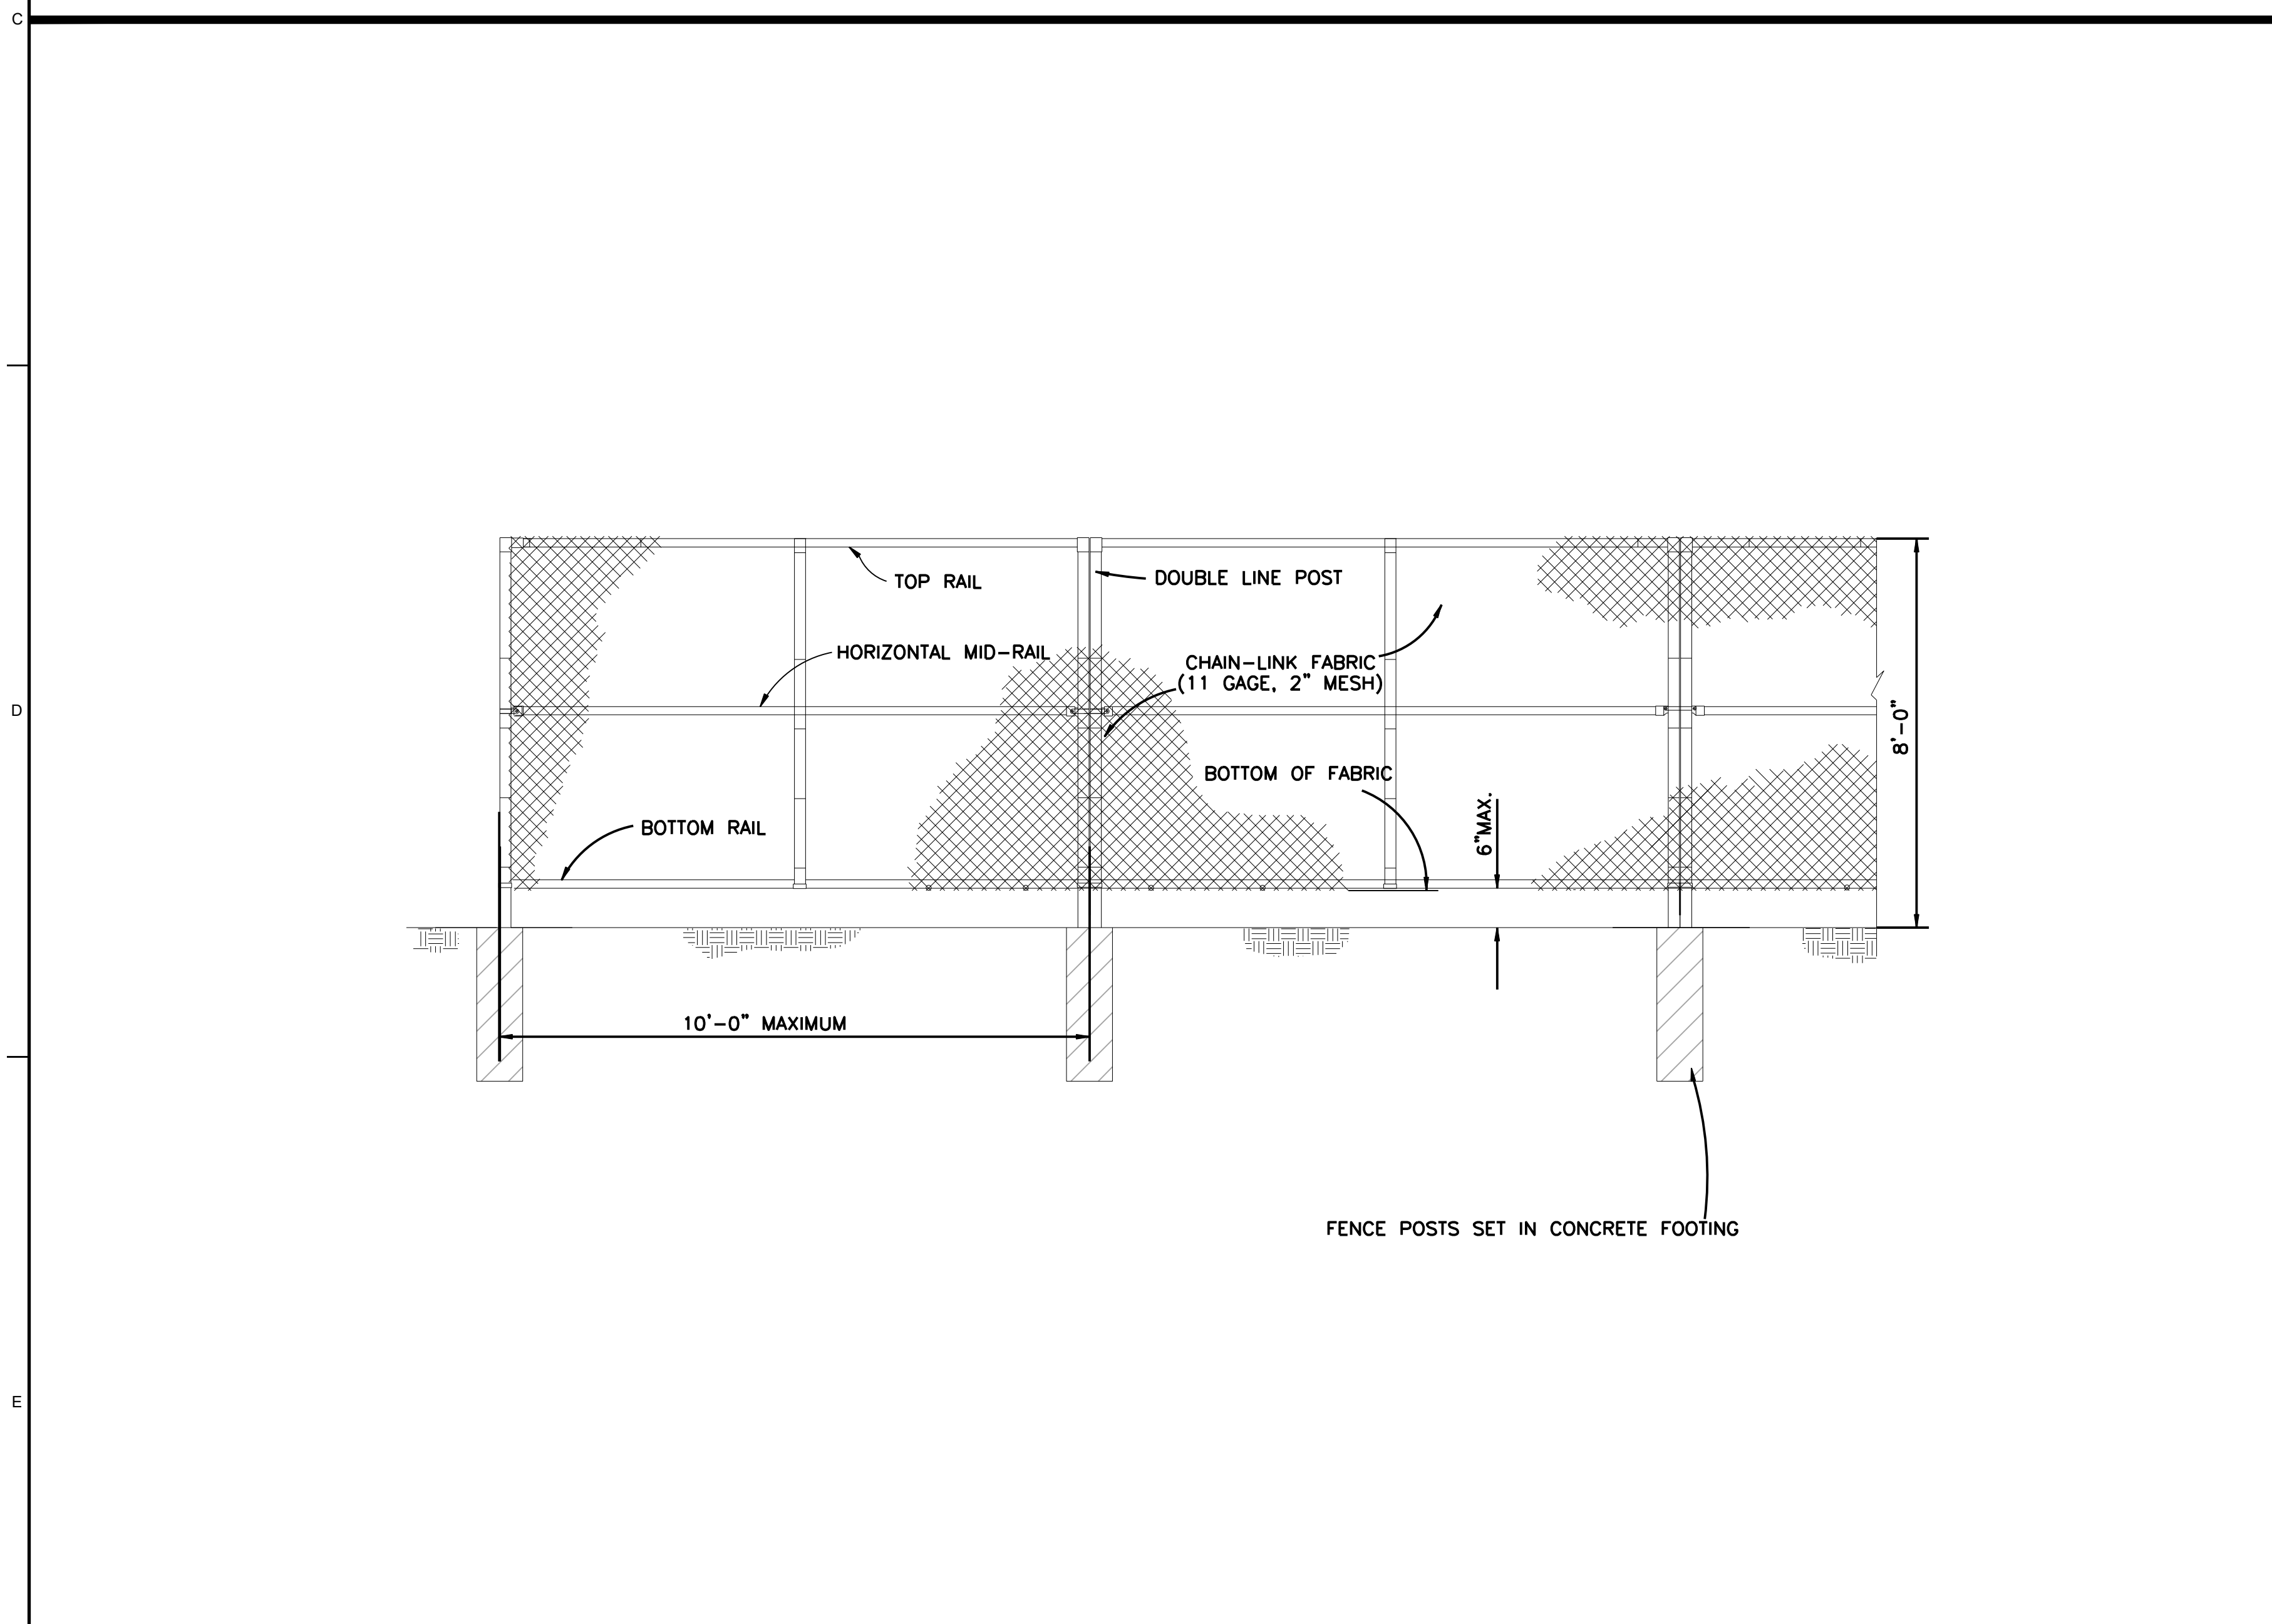 C
TOP RAIL
DOUBLE LINE POST
HORIZONTAL MID-RAIL
CHAIN-LINK FABRIC
(11 GAGE, 2" MESH)
D
8'-0"
BOTTOM OF FABRIC
6"MAX.
BOTTOM RAIL
10'-0" MAXIMUM
FENCE POSTS SET IN CONCRETE FOOTING
E